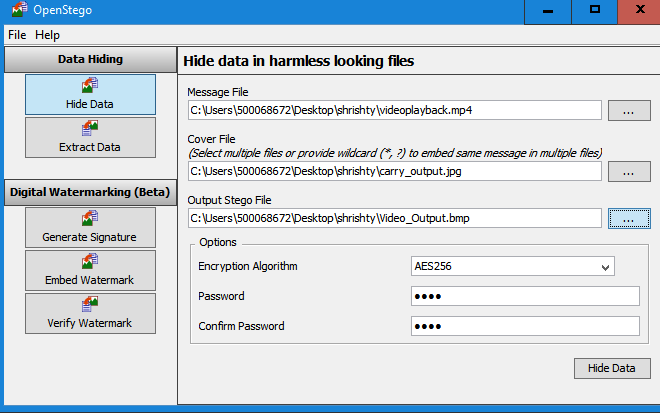 OpenStego
File Help
Data Hiding
Hide Data
Extract Data
Digital Watermarking (Beta)
Generate Signature
Embed Watermark
Verify Watermark
Hide data in harmless looking files
Message File
C:\Users\500068672\Desktop\shrishty\videoplayback.mp4
...
Cover File
(Select multiple files or provide wildcard (*, ?) to embed same message in multiple files)
C:\Users\500068672\Desktop\shrishty\carry_output.jpg
...
Output Stego File
C:\Users\500068672\Desktop\shrishty\Video_Output.bmp
...
Options
Encryption Algorithm
AES256
Password
●●●●
Confirm Password
●●●●
Hide Data